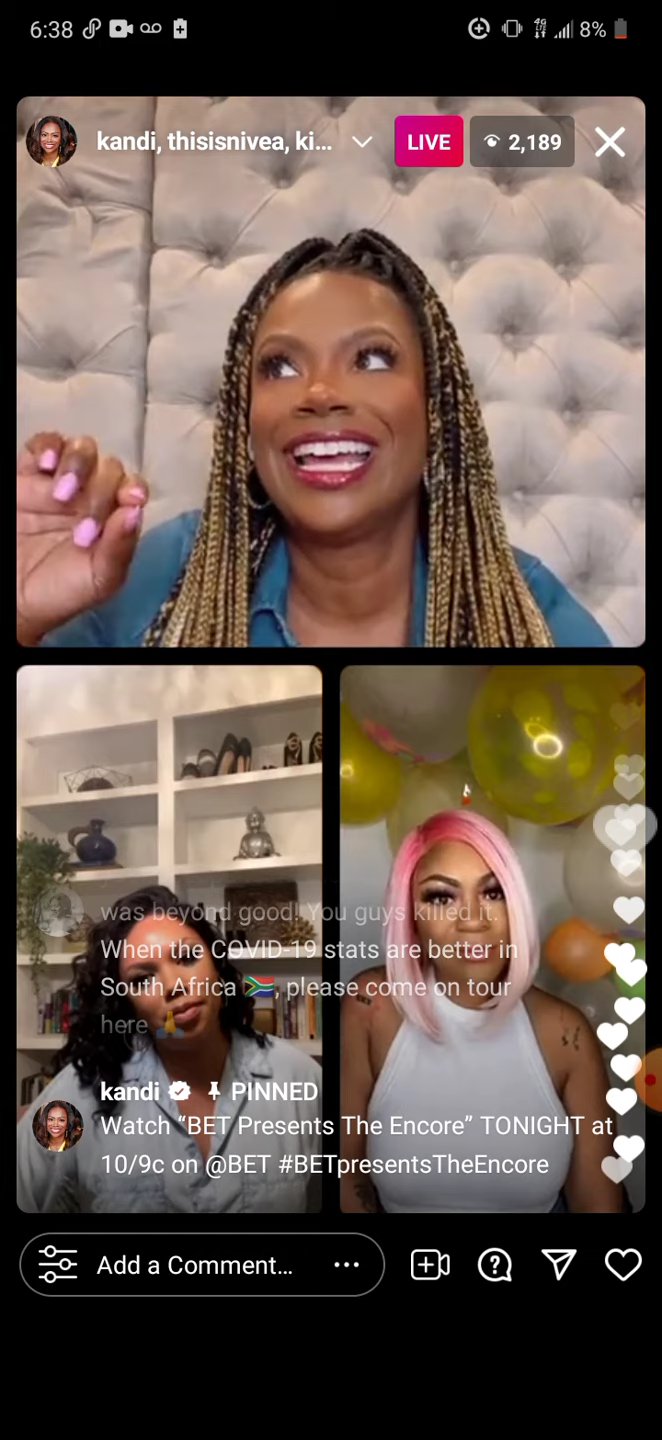 6:38
4G
LTE
8%
kandi, thisisnivea, ki...
LIVE
2,189
was beyond good! You guys killed it.
When the COVID-19 stats are better in
South Africa 🇿🇦, please come on tour
here 🙏
kandi PINNED
Watch “BET Presents The Encore” TONIGHT at
10/9c on @BET #BETpresentsTheEncore
Add a Comment...